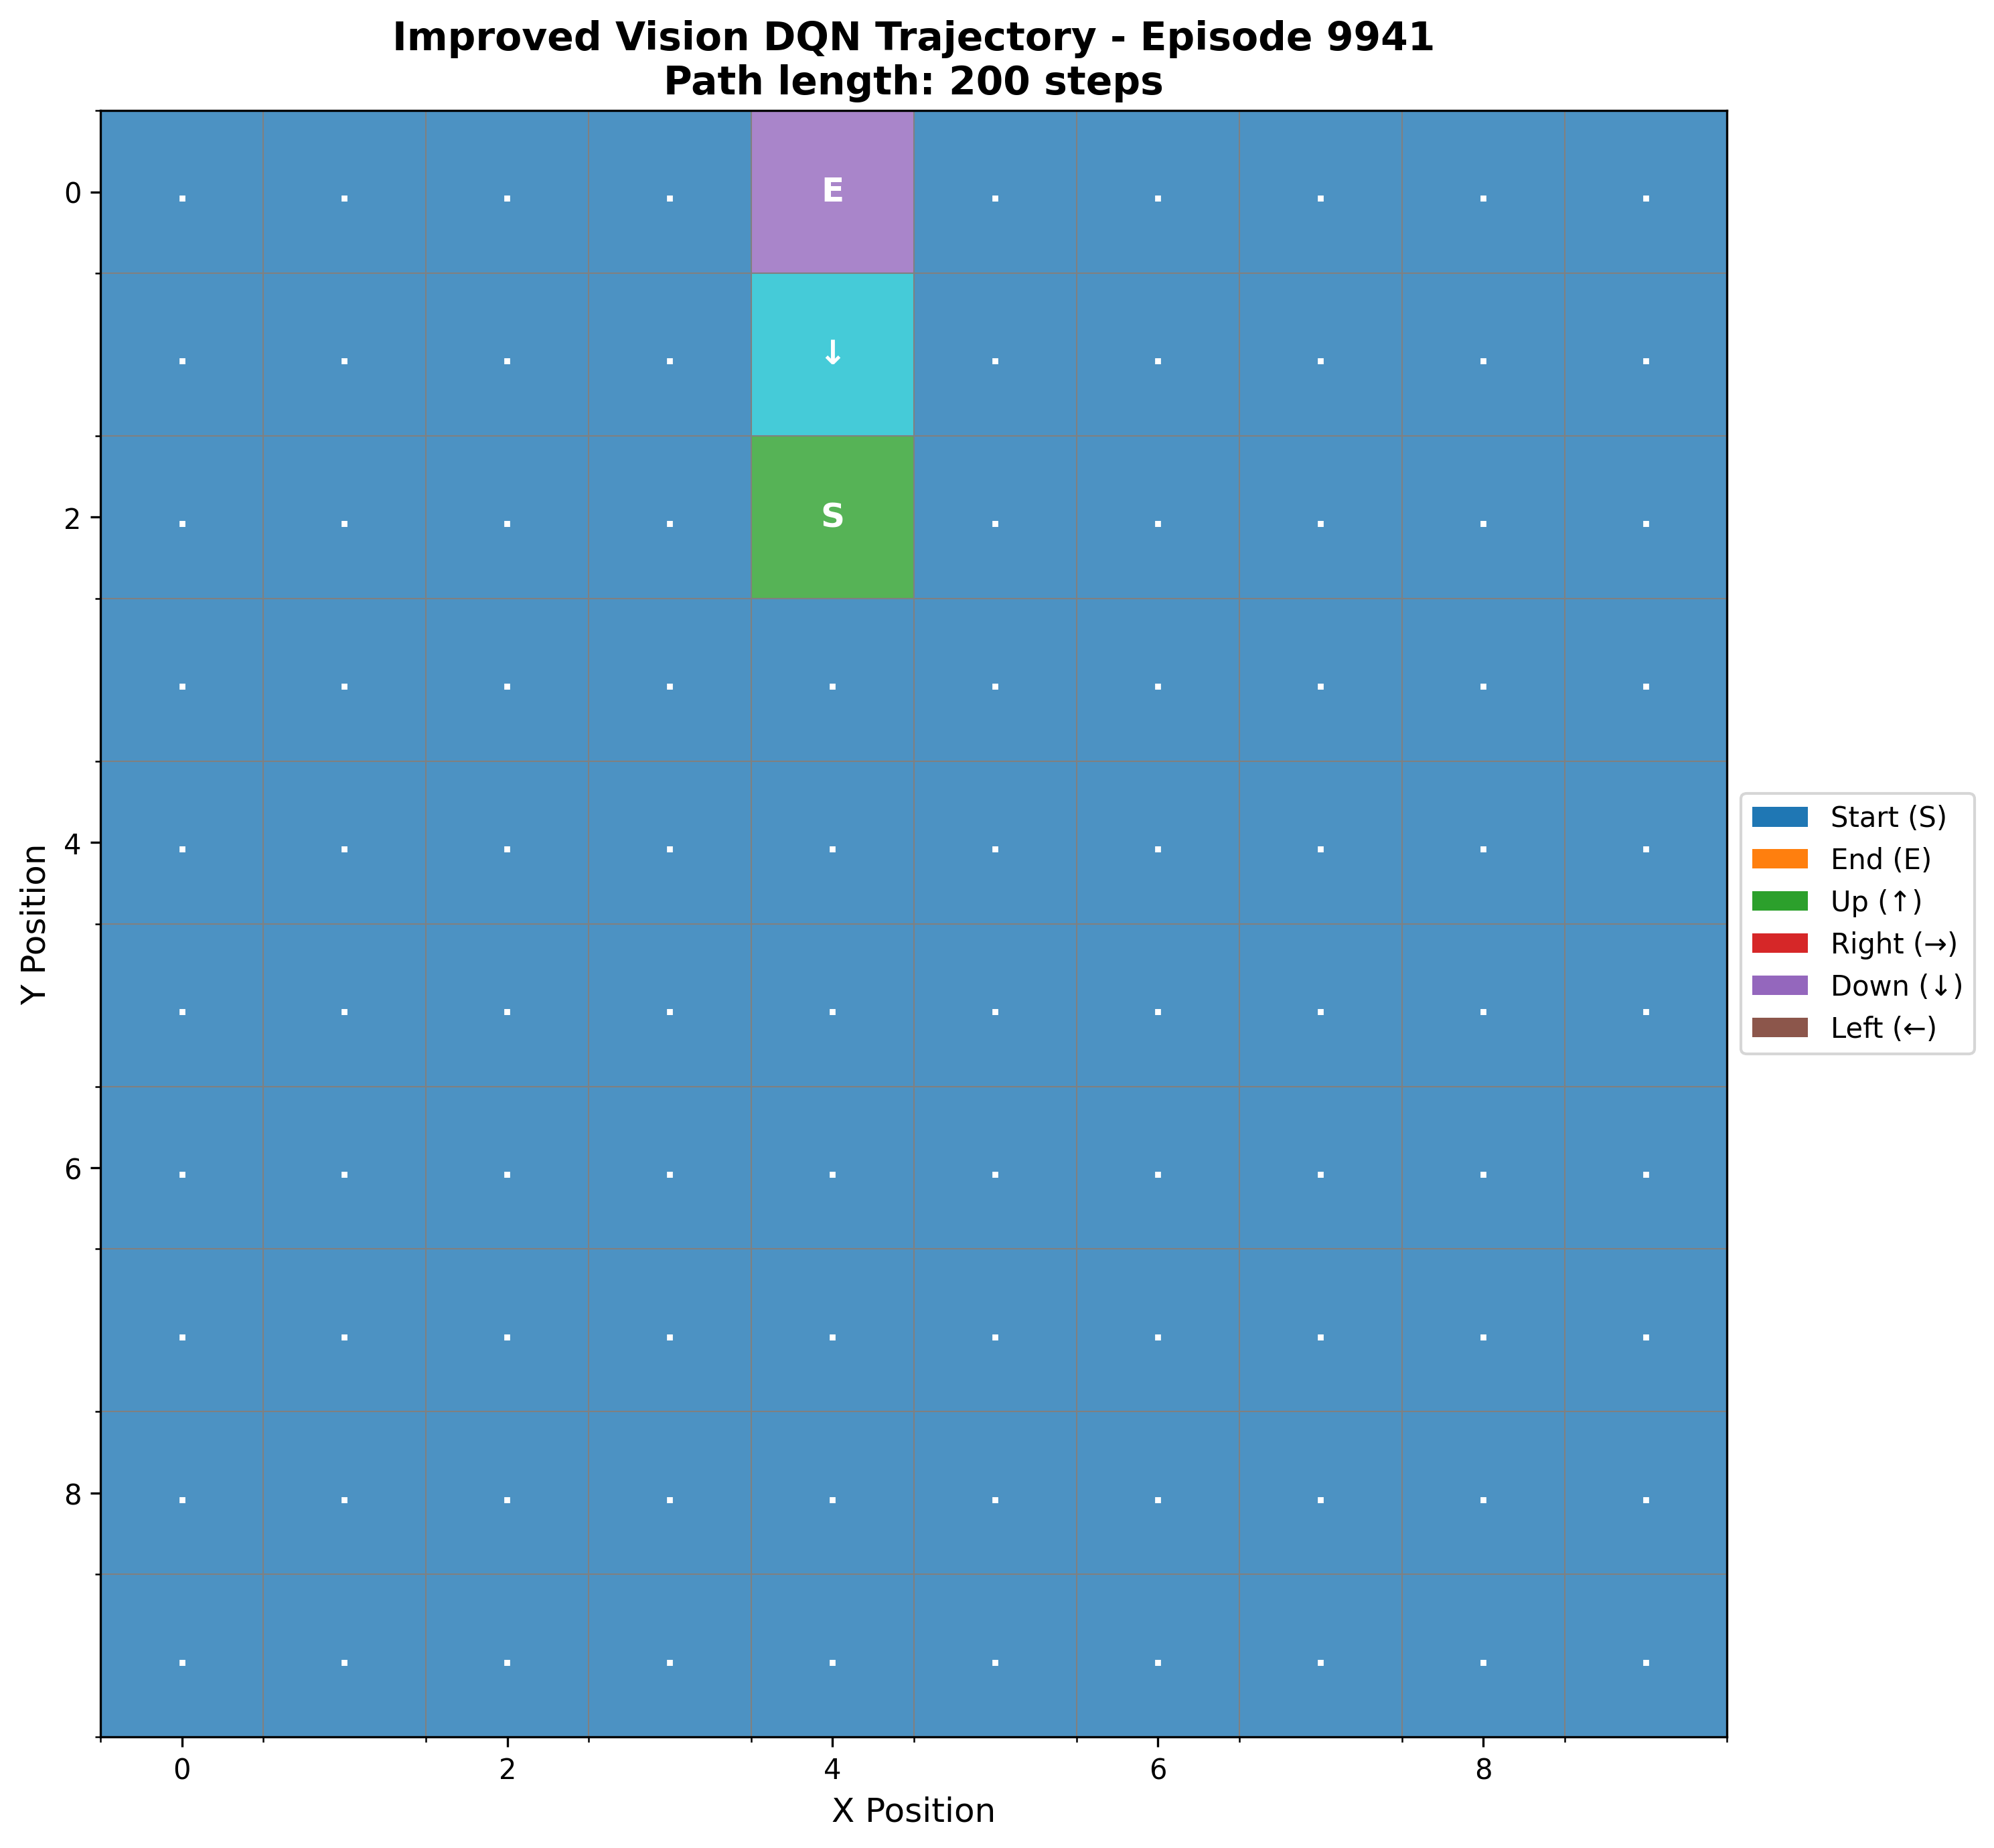 Improved Vision DQN Trajectory - Episode 9941
Path length: 200 steps
0
E
↓
2
S
4
6
8
Y Position
0 2 4 6 8
X Position
Start (S)
End (E)
Up (↑)
Right (→)
Down (↓)
Left (←)